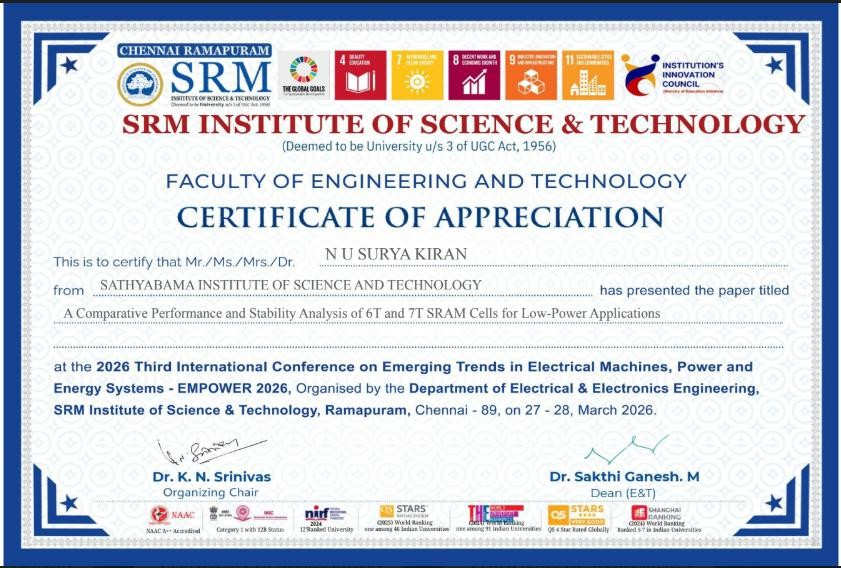 CHENNAI RAMAPURAM
SRM
INSTITUTE OF SCIENCE & TECHNOLOGY
(Deemed to be University u/s 3 of UGC Act, 1956)
THE GLOBAL GOALS
4 QUALITY EDUCATION
7 AFFORDABLE AND CLEAN ENERGY
8 DECENT WORK AND ECONOMIC GROWTH
9 INDUSTRY, INNOVATION AND INFRASTRUCTURE
11 SUSTAINABLE CITIES AND COMMUNITIES
INSTITUTION'S INNOVATION COUNCIL
(Ministry of Education Initiative)
SRM INSTITUTE OF SCIENCE & TECHNOLOGY
(Deemed to be University u/s 3 of UGC Act, 1956)
FACULTY OF ENGINEERING AND TECHNOLOGY
CERTIFICATE OF APPRECIATION
This is to certify that Mr./Ms./Mrs./Dr. N U SURYA KIRAN
from SATHYABAMA INSTITUTE OF SCIENCE AND TECHNOLOGY has presented the paper titled
A Comparative Performance and Stability Analysis of 6T and 7T SRAM Cells for Low-Power Applications
at the 2026 Third International Conference on Emerging Trends in Electrical Machines, Power and
Energy Systems - EMPOWER 2026, Organised by the Department of Electrical & Electronics Engineering,
SRM Institute of Science & Technology, Ramapuram, Chennai - 89, on 27 - 28, March 2026.
Dr. K. N. Srinivas
Organizing Chair
Dr. Sakthi Ganesh. M
Dean (E&T)
NAAC
NAAC A++ Accredited
UGC
Category 1 with 12B Status
nirf
2024
12th Ranked University
QS STARS
RATING SYSTEM
(2025) World Ranking
one among 46 Indian Universities
THE
(2024) World Ranking
one among 91 Indian Universities
QS STARS
VERY GOOD
QS 4 Star Rated Globally
SHANGHAI RANKING
(2024) World Ranking
Ranked 5-7 in Indian Universities